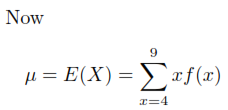 Now
μ = E(X) = ∑_{x=4}^{9} xf(x)